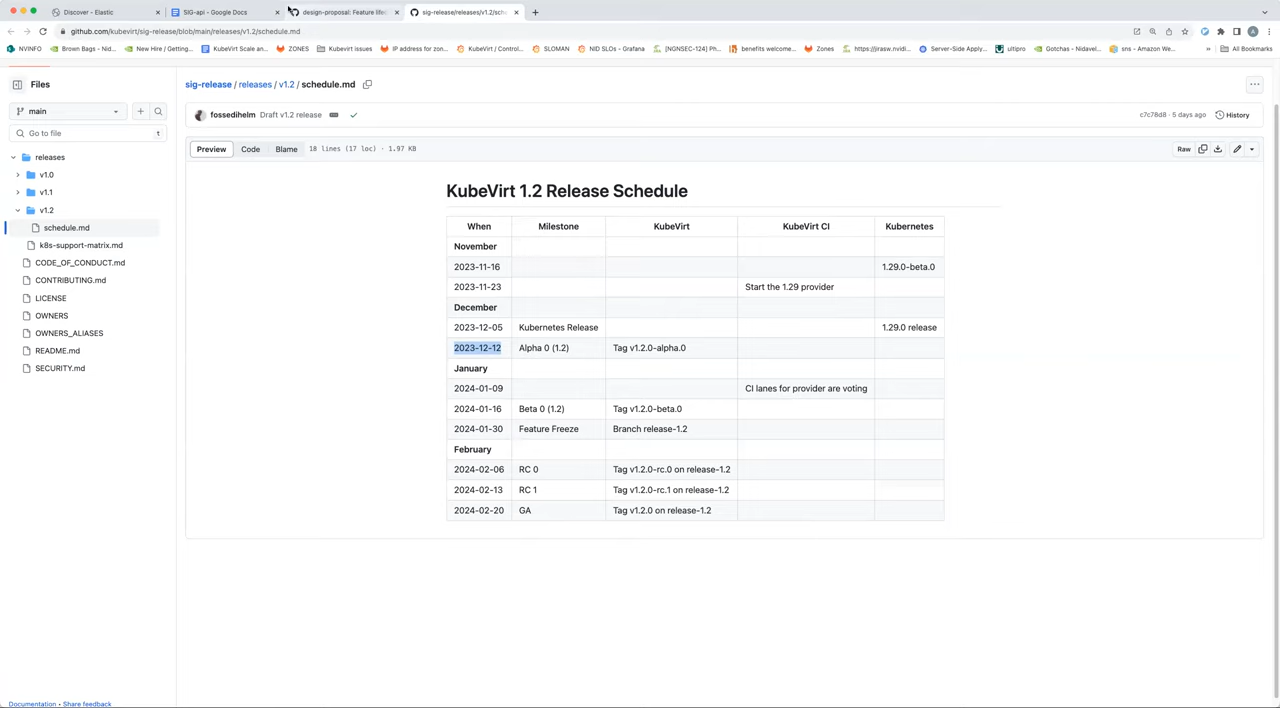 Discover - Elastic
SIG-api - Google Docs
design-proposal: Feature lifec
sig-release/releases/v1.2/sche
github.com/kubevirt/sig-release/blob/main/releases/v1.2/schedule.md
NVINFO
Brown Bags - Nid...
New Hire / Getting...
KubeVirt Scale an...
ZONES
Kubevirt issues
IP address for zon...
KubeVirt / Control...
SLOMAN
NID SLOs - Grafana
[NGNSEC-124] Ph...
benefits welcome...
Zones
https://jirasw.nvidi...
Server-Side Apply...
ultipro
Gotchas - Nidavel...
sns - Amazon We...
»
All Bookmarks
Files
main
Go to file
t
releases
v1.0
v1.1
v1.2
schedule.md
k8s-support-matrix.md
CODE_OF_CONDUCT.md
CONTRIBUTING.md
LICENSE
OWNERS
OWNERS_ALIASES
README.md
SECURITY.md
Documentation • Share feedback
sig-release / releases / v1.2 / schedule.md
fossedihelm Draft v1.2 release
c7c78d8 · 5 days ago History
Preview Code Blame 18 lines (17 loc) · 1.97 KB
Raw
KubeVirt 1.2 Release Schedule
When Milestone KubeVirt KubeVirt CI Kubernetes
November
2023-11-16 1.29.0-beta.0
2023-11-23 Start the 1.29 provider
December
2023-12-05 Kubernetes Release 1.29.0 release
2023-12-12 Alpha 0 (1.2) Tag v1.2.0-alpha.0
January
2024-01-09 CI lanes for provider are voting
2024-01-16 Beta 0 (1.2) Tag v1.2.0-beta.0
2024-01-30 Feature Freeze Branch release-1.2
February
2024-02-06 RC 0 Tag v1.2.0-rc.0 on release-1.2
2024-02-13 RC 1 Tag v1.2.0-rc.1 on release-1.2
2024-02-20 GA Tag v1.2.0 on release-1.2